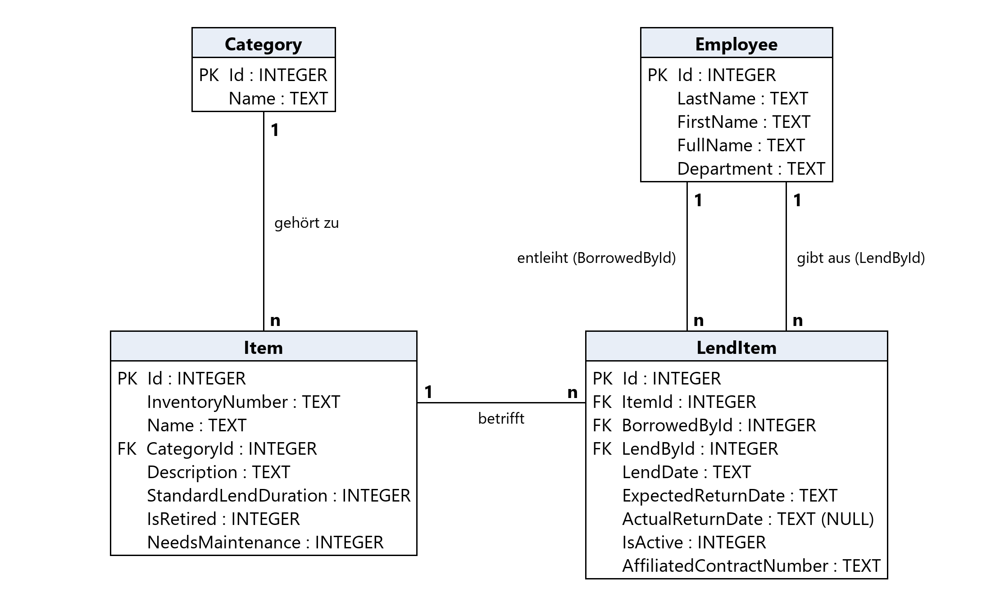 Category
PK Id : INTEGER
Name : TEXT
1
gehört zu
n
Employee
PK Id : INTEGER
LastName : TEXT
FirstName : TEXT
FullName : TEXT
Department : TEXT
1
1
entleiht (BorrowedById)
gibt aus (LendById)
n
n
Item
PK Id : INTEGER
InventoryNumber : TEXT
Name : TEXT
FK CategoryId : INTEGER
Description : TEXT
StandardLendDuration : INTEGER
IsRetired : INTEGER
NeedsMaintenance : INTEGER
1
n
betrifft
LendItem
PK Id : INTEGER
FK ItemId : INTEGER
FK BorrowedById : INTEGER
FK LendById : INTEGER
LendDate : TEXT
ExpectedReturnDate : TEXT
ActualReturnDate : TEXT (NULL)
IsActive : INTEGER
AffiliatedContractNumber : TEXT